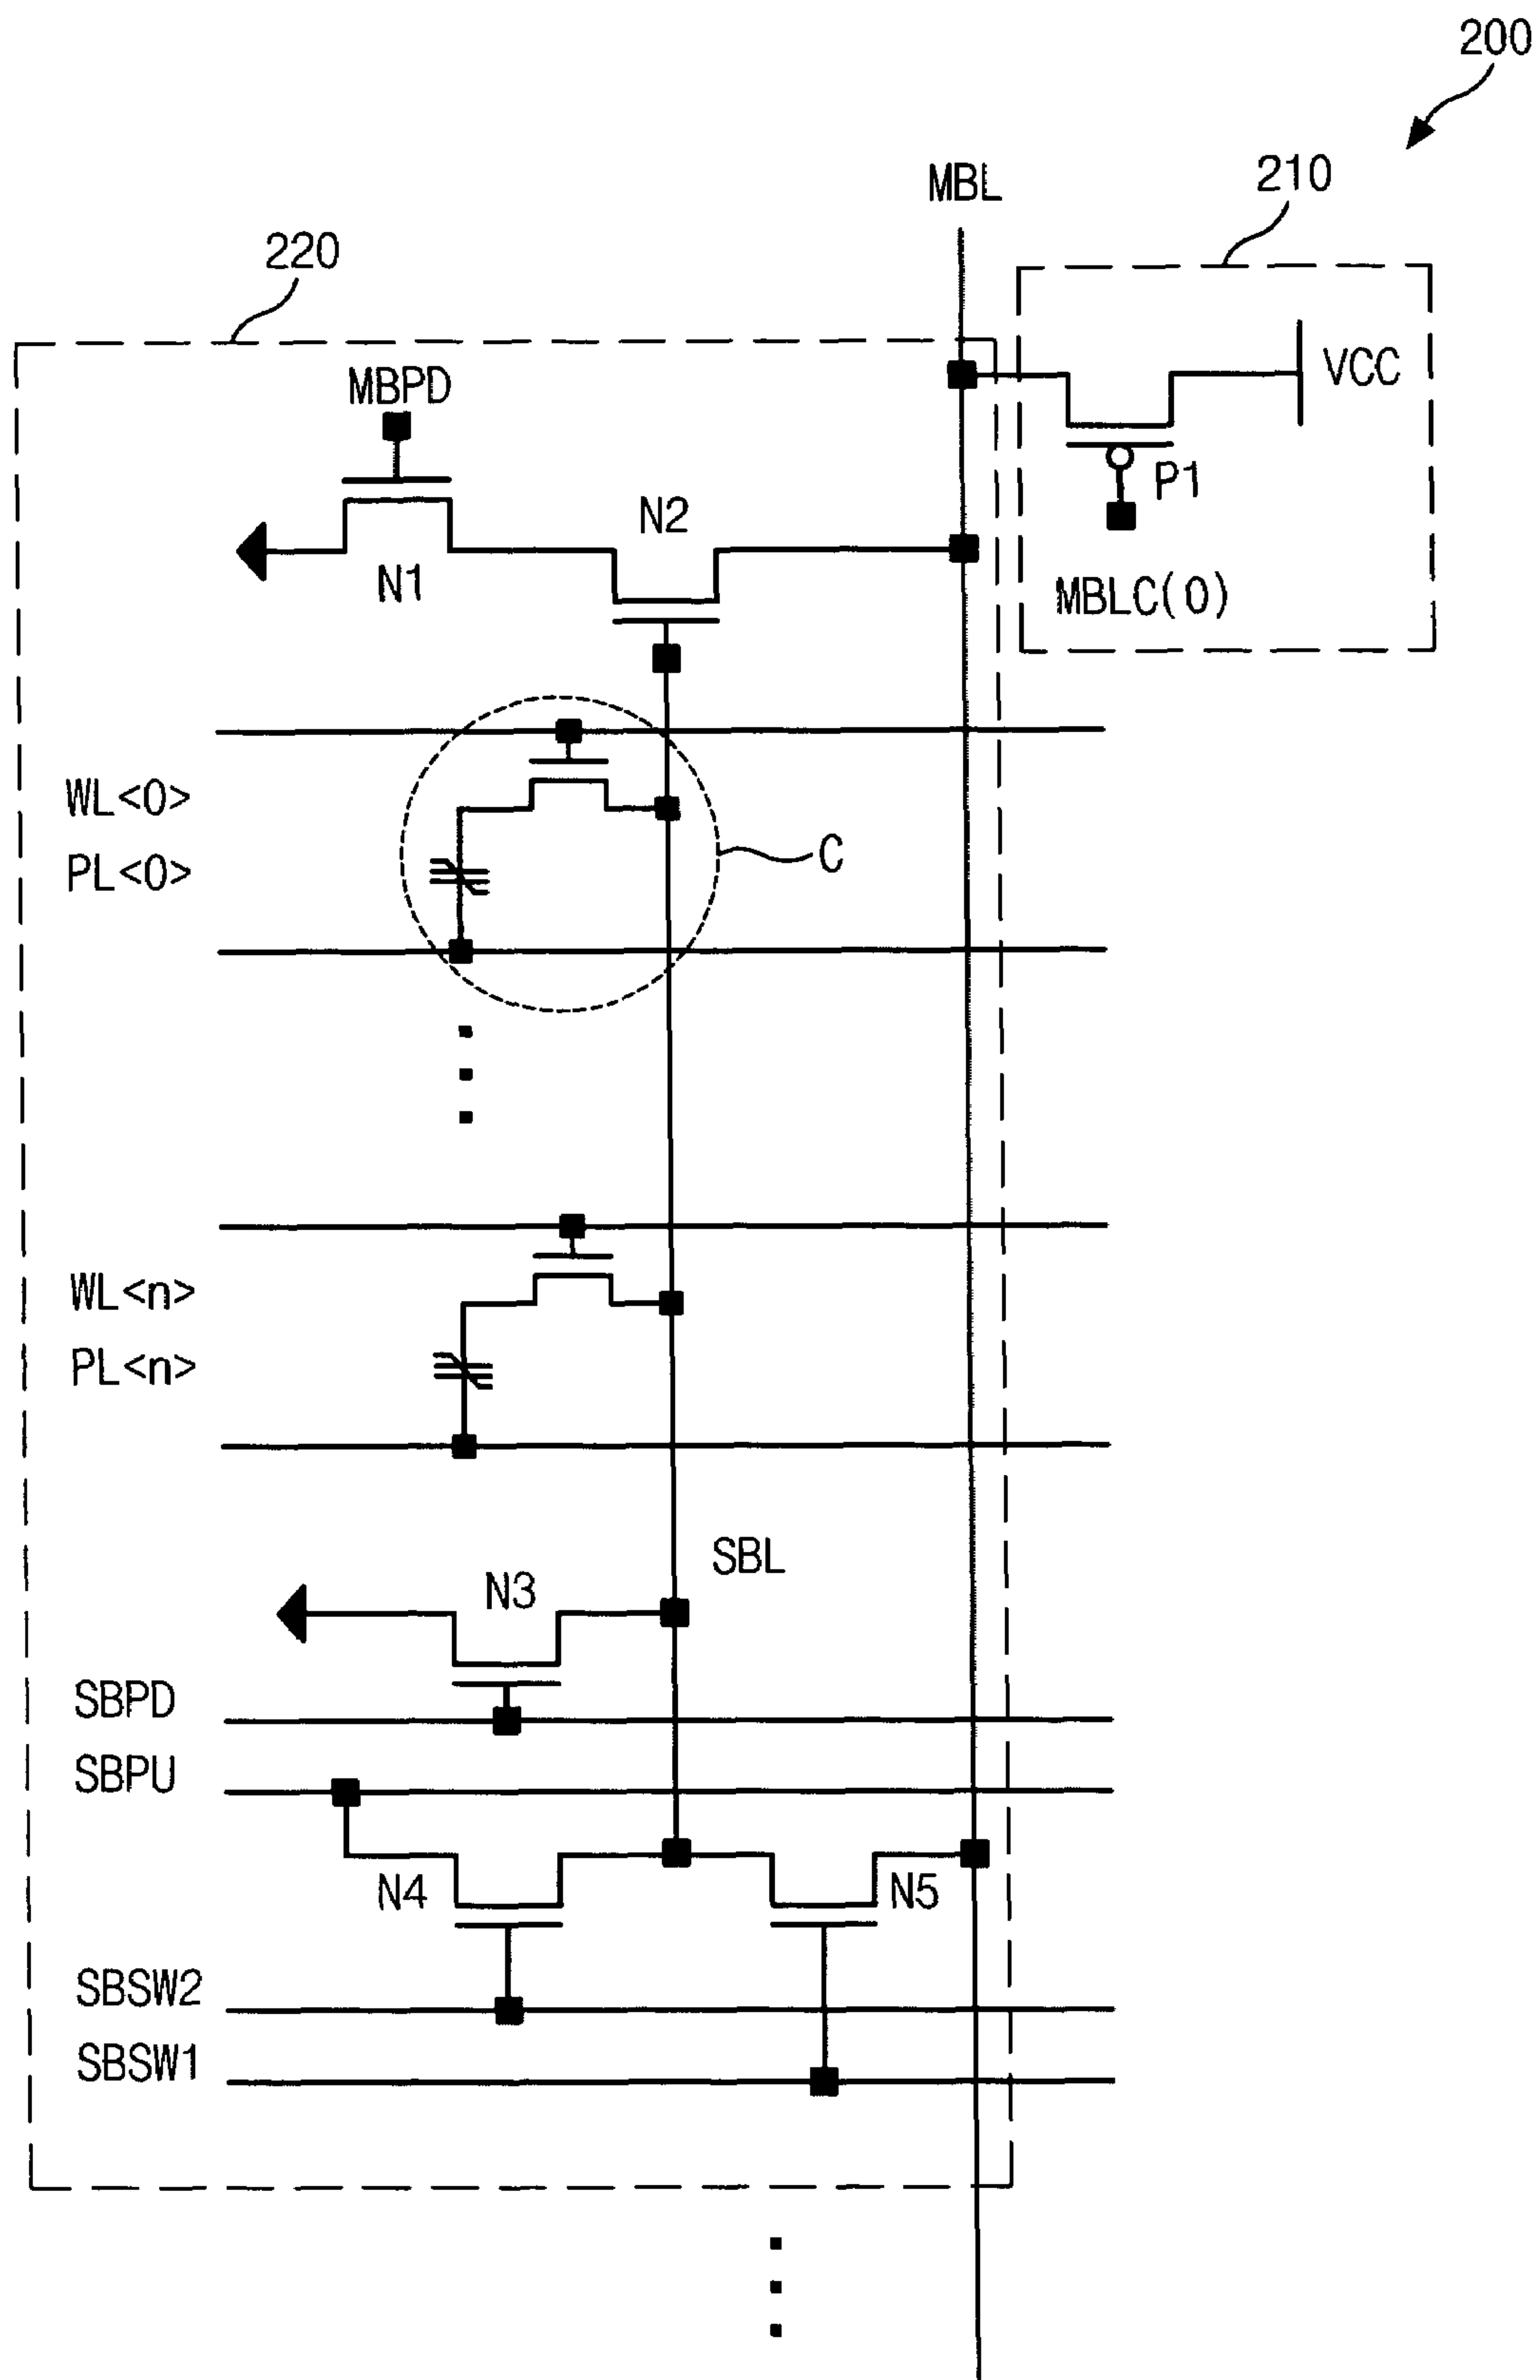 200
210
MBL
220
VCC
MBPD
P1
N2
N1
MBLC(0)
WL<0>
C
PL<0>
WL<n>
PL<n>
SBL
N3
SBPD
SBPU
N4
N5
SBSW2
SBSW1